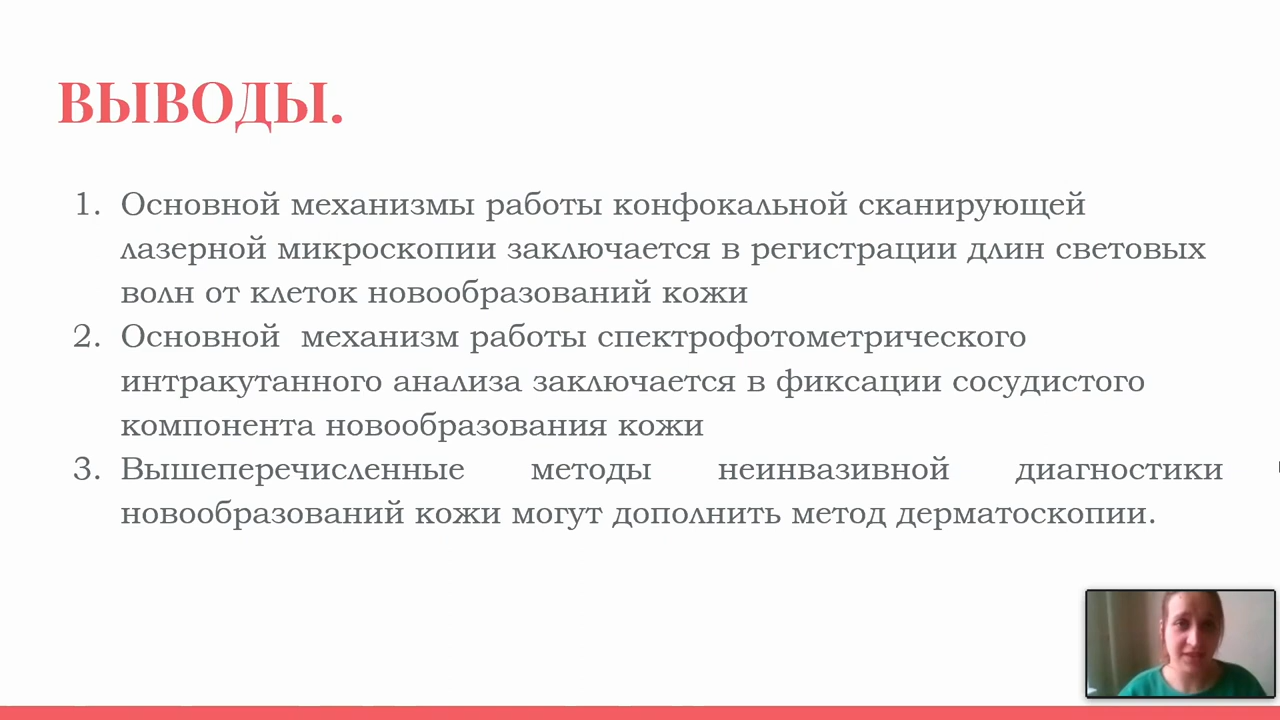 ВЫВОДЫ.
1. Основной механизмы работы конфокальной сканирующей
лазерной микроскопии заключается в регистрации длин световых
волн от клеток новообразований кожи
2. Основной механизм работы спектрофотометрического
интракутанного анализа заключается в фиксации сосудистого
компонента новообразования кожи
3. Вышеперечисленные методы неинвазивной диагностики
новообразований кожи могут дополнить метод дерматоскопии.